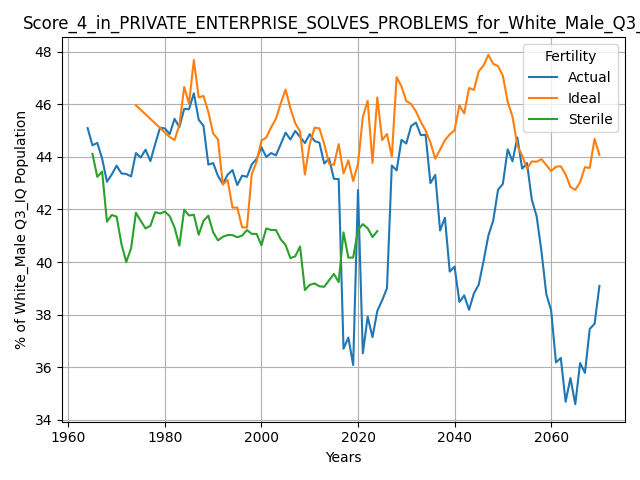 Score_4_in_PRIVATE_ENTERPRISE_SOLVES_PROBLEMS_for_White_Male_Q3_
Fertility
Actual
Ideal
Sterile
% of White_Male Q3_IQ Population
48
46
44
42
40
38
36
34
1960 1980 2000 2020 2040 2060
Years